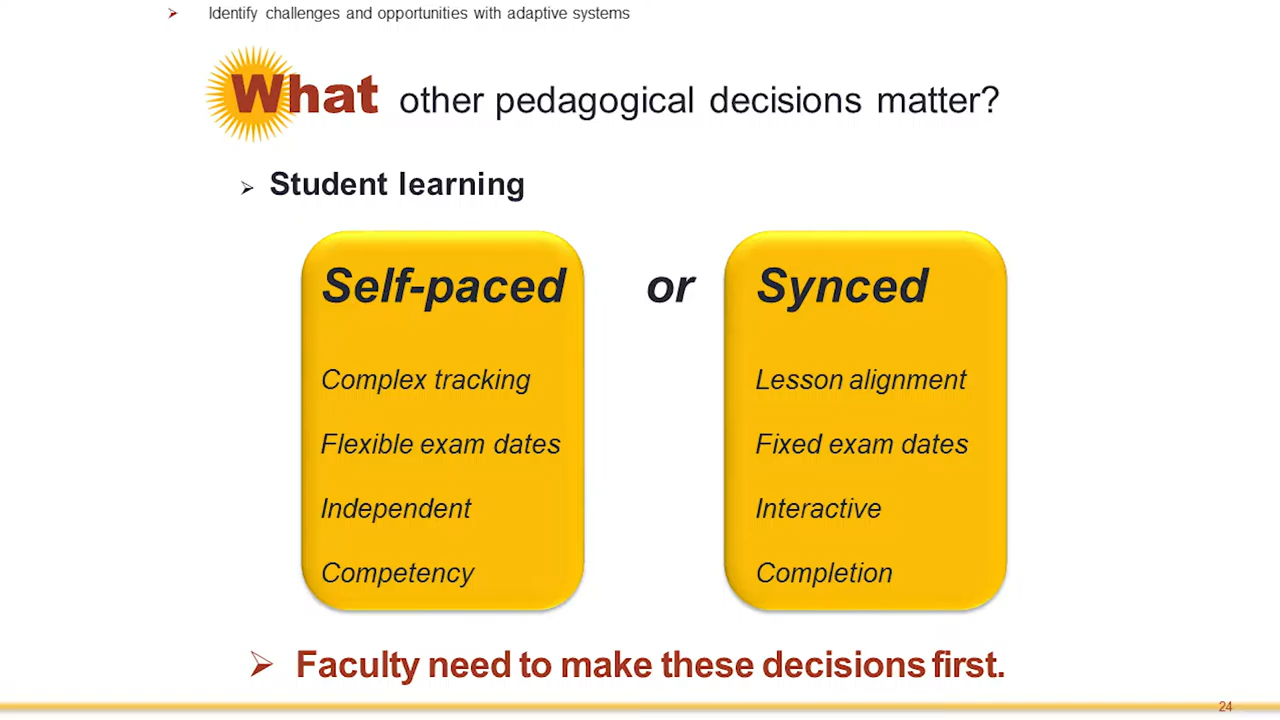 ➢ Identify challenges and opportunities with adaptive systems
What other pedagogical decisions matter?
➢ Student learning
Self-paced or Synced
Complex tracking Lesson alignment
Flexible exam dates Fixed exam dates
Independent Interactive
Competency Completion
➢ Faculty need to make these decisions first.
24